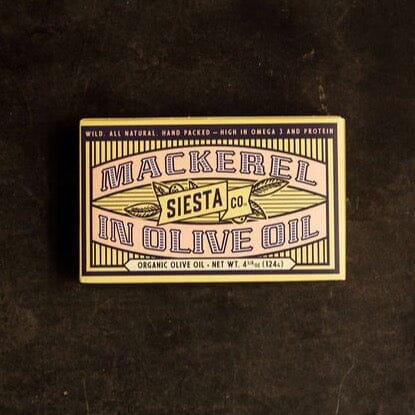 WILD, ALL NATURAL, HAND PACKED — HIGH IN OMEGA 3 AND PROTEIN
MACKEREL
SIESTA CO.
IN OLIVE OIL
ORGANIC OLIVE OIL • NET WT. 4 3/8 OZ (124G)